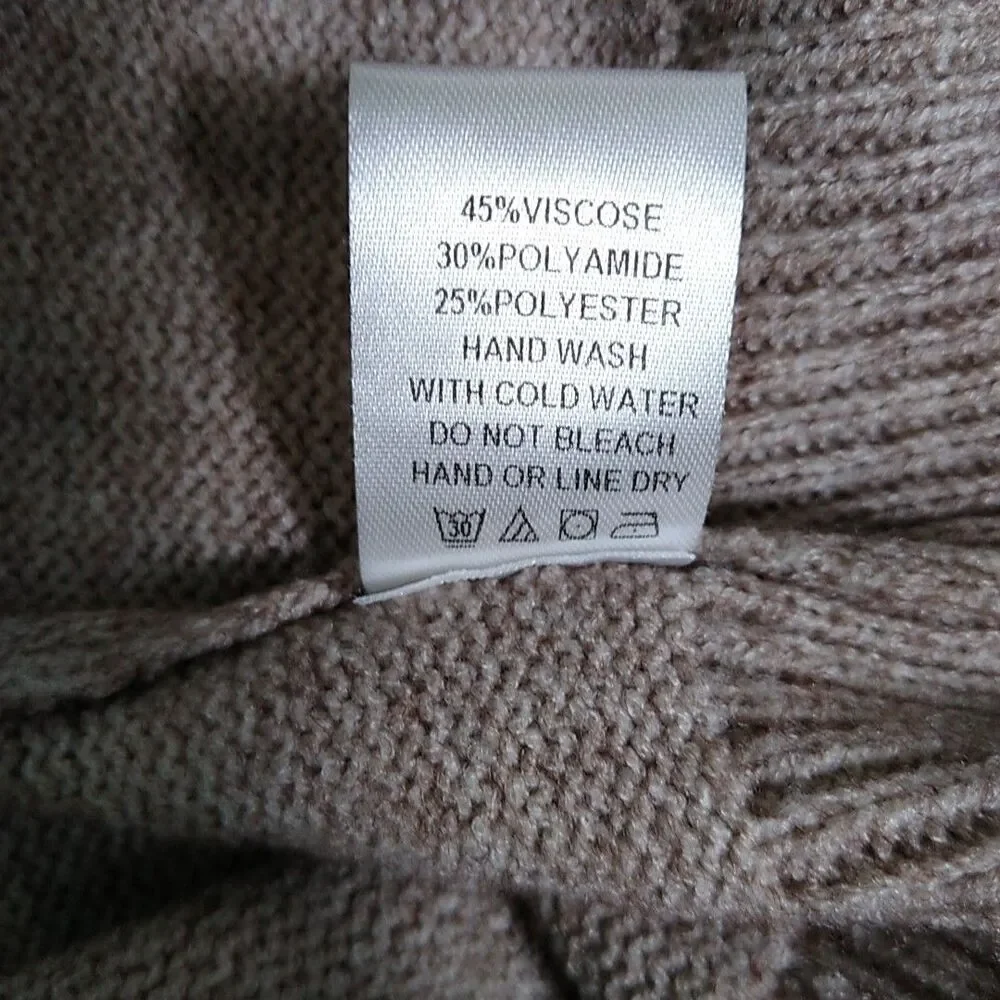 45%VISCOSE
30%POLYAMIDE
25%POLYESTER
HAND WASH
WITH COLD WATER
DO NOT BLEACH
HAND OR LINE DRY
30